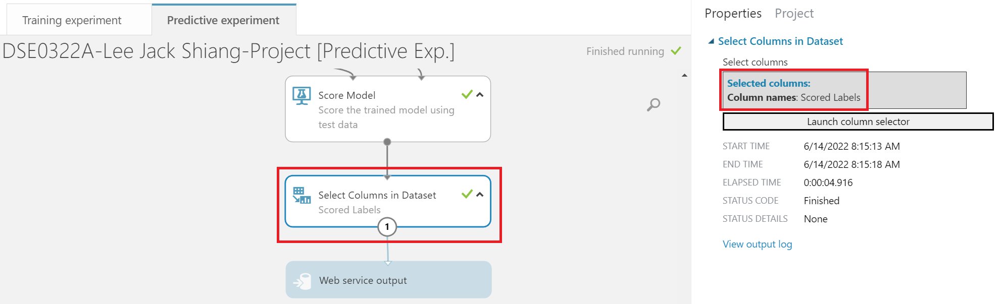 Training experiment
Predictive experiment
DSE0322A-Lee Jack Shiang-Project [Predictive Exp.]
Finished running
Score Model
Score the trained model using
test data
Select Columns in Dataset
Scored Labels
1
Web service output
Properties
Project
Select Columns in Dataset
Select columns
Selected columns:
Column names: Scored Labels
Launch column selector
START TIME 6/14/2022 8:15:13 AM
END TIME 6/14/2022 8:15:18 AM
ELAPSED TIME 0:00:04.916
STATUS CODE Finished
STATUS DETAILS None
View output log